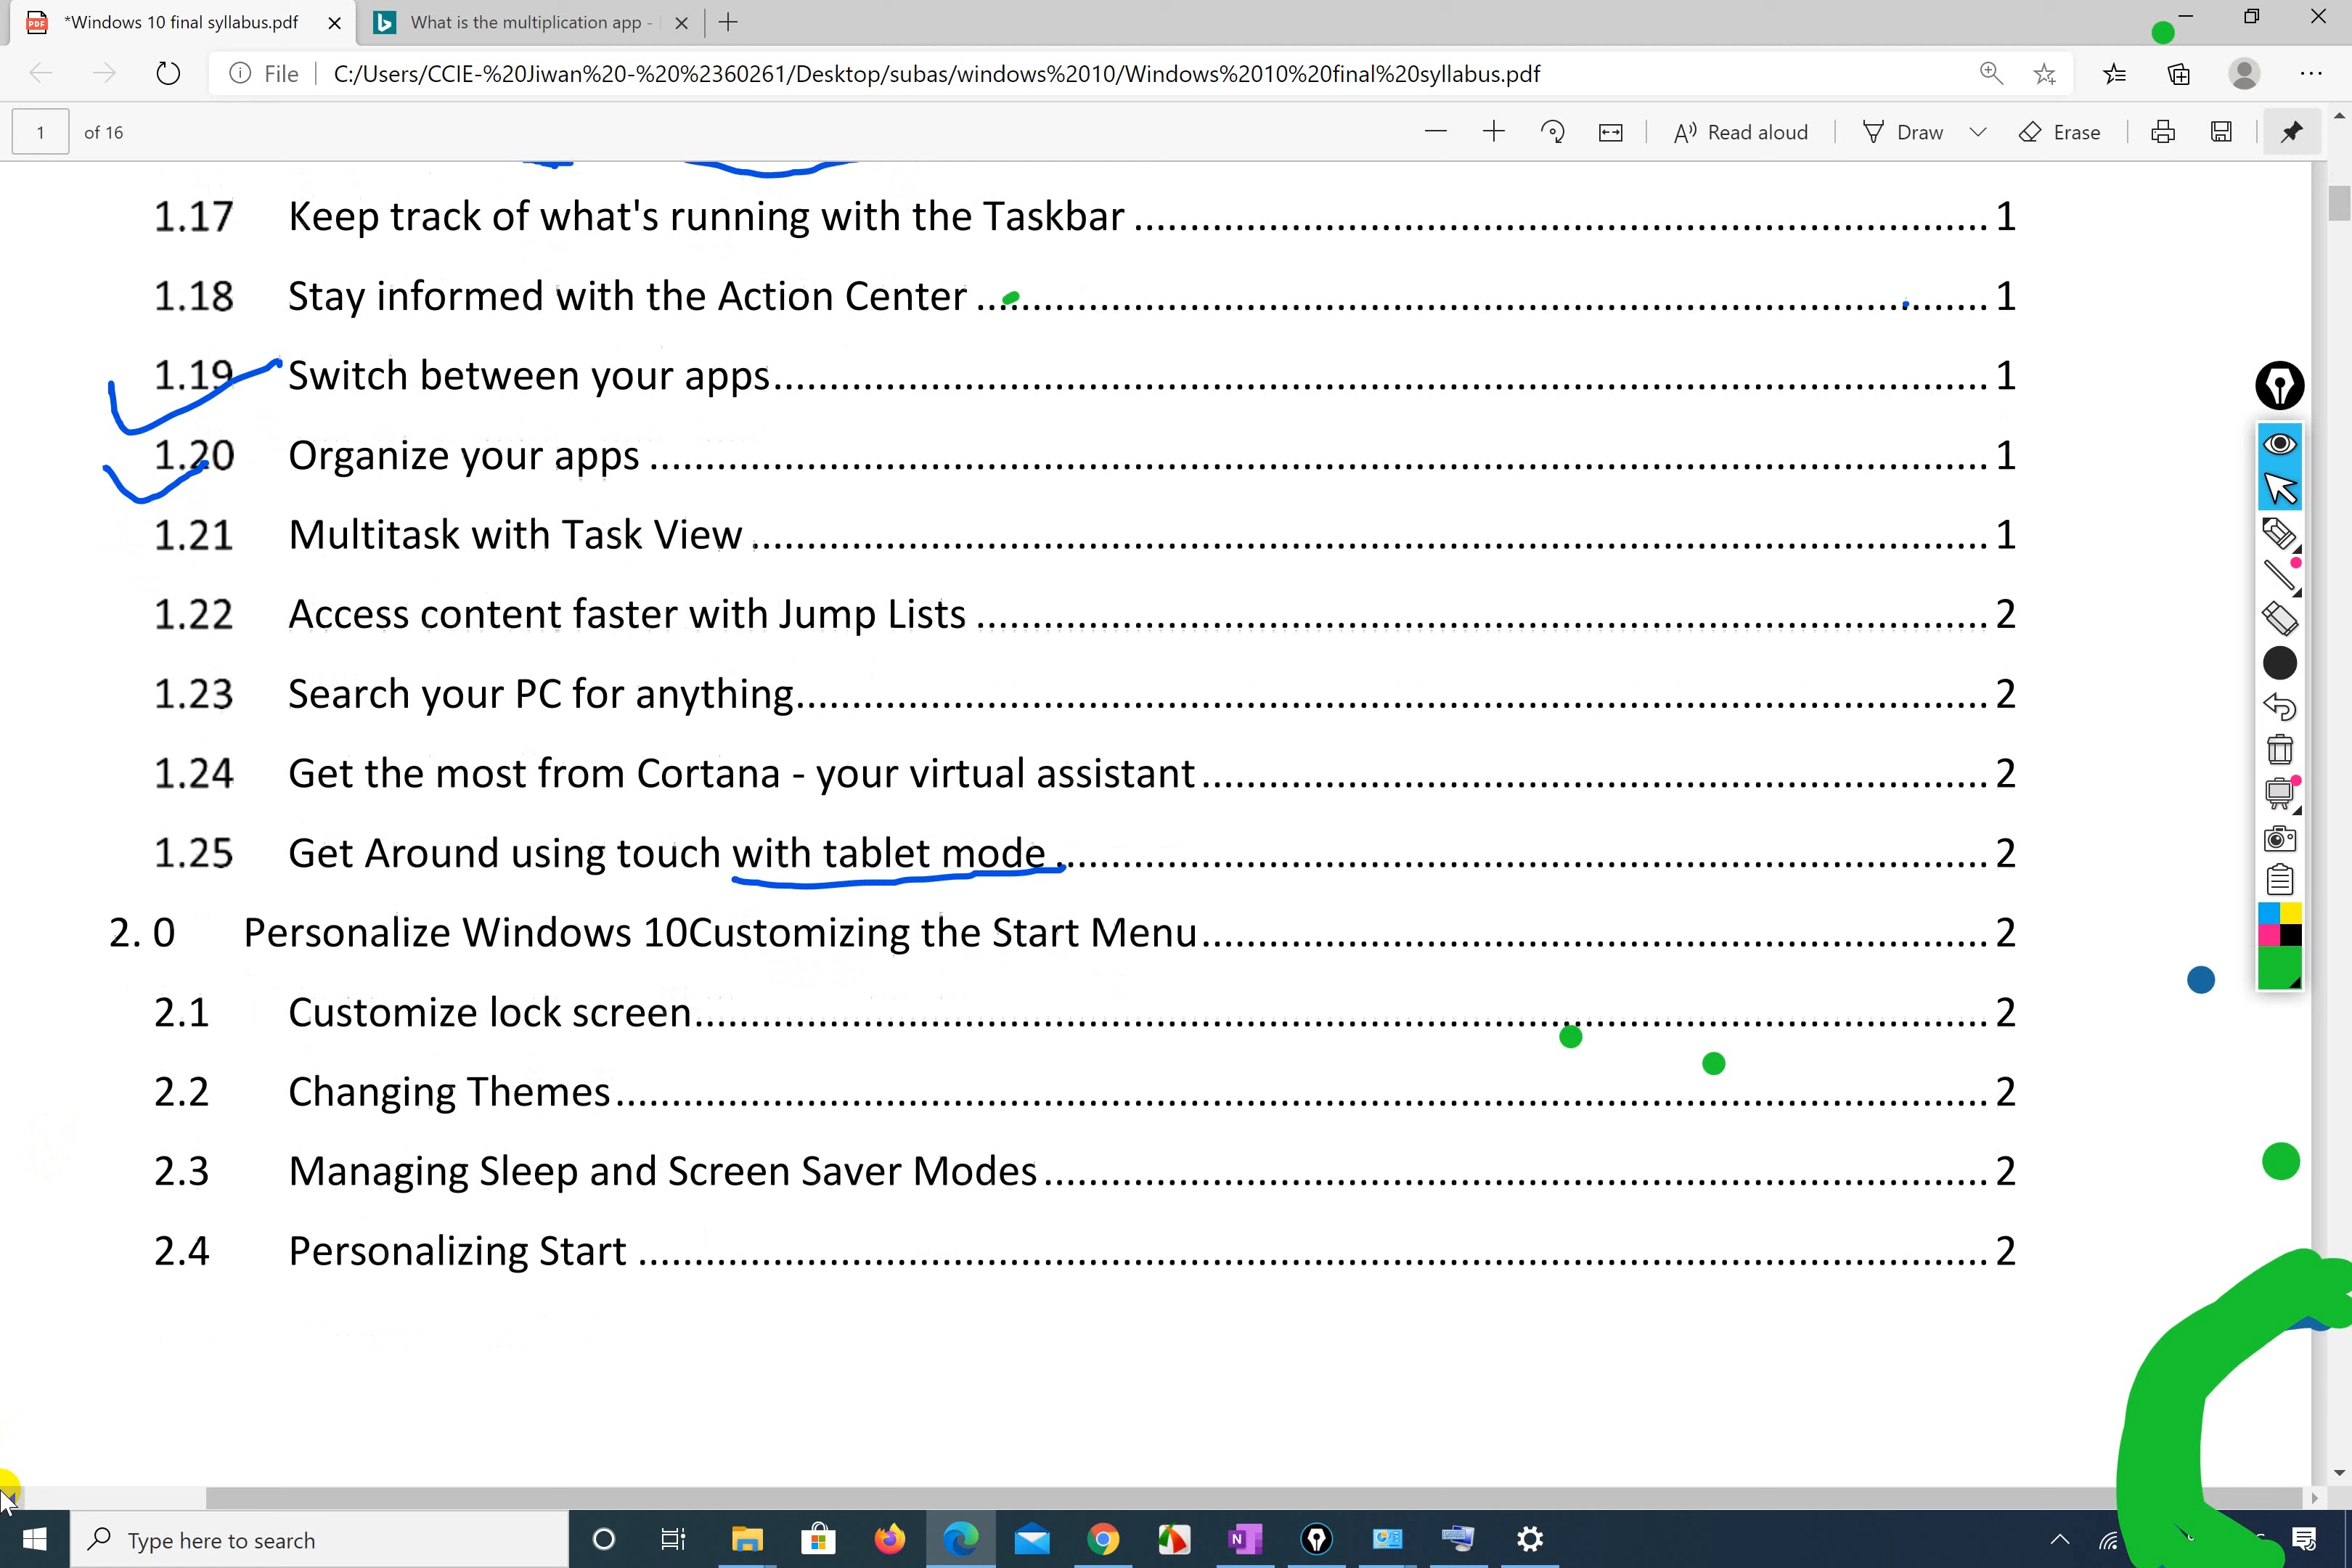 *Windows 10 final syllabus.pdf
What is the multiplication app -
File
C:/Users/CCIE-%20Jiwan%20-%20%2360261/Desktop/subas/windows%2010/Windows%2010%20final%20syllabus.pdf
1 of 16
Read aloud
Draw
Erase
1.17 Keep track of what's running with the Taskbar 1
1.18 Stay informed with the Action Center 1
1.19 Switch between your apps 1
1.20 Organize your apps 1
1.21 Multitask with Task View 1
1.22 Access content faster with Jump Lists 2
1.23 Search your PC for anything 2
1.24 Get the most from Cortana - your virtual assistant 2
1.25 Get Around using touch with tablet mode 2
2. 0 Personalize Windows 10Customizing the Start Menu 2
2.1 Customize lock screen 2
2.2 Changing Themes 2
2.3 Managing Sleep and Screen Saver Modes 2
2.4 Personalizing Start 2
Type here to search